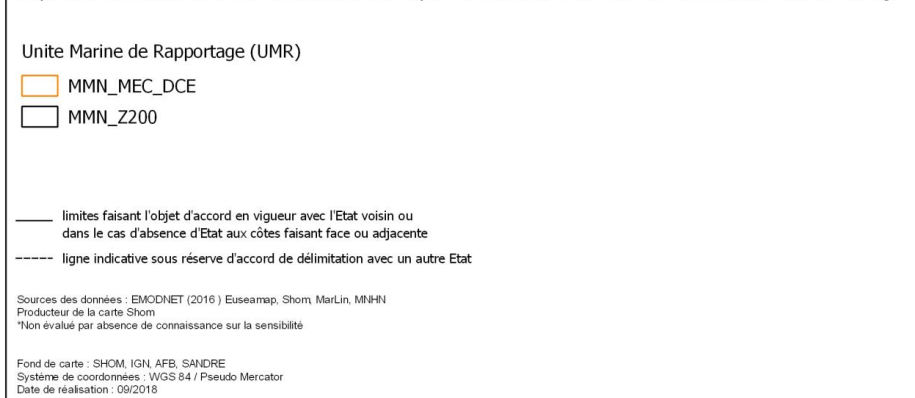 Unite Marine de Rapportage (UMR)
MMN_MEC_DCE
MMN_Z200
limites faisant l'objet d'accord en vigueur avec l'Etat voisin ou
dans le cas d'absence d'Etat aux côtes faisant face ou adjacente
ligne indicative sous réserve d'accord de délimitation avec un autre Etat
Sources des données : EMODNET (2016 ) Euseamap, Shom, MarLin, MNHN
Producteur de la carte Shom
*Non évalué par absence de connaissance sur la sensibilité
Fond de carte : SHOM, IGN, AFB, SANDRE
Système de coordonnées : WGS 84 / Pseudo Mercator
Date de réalisation : 09/2018